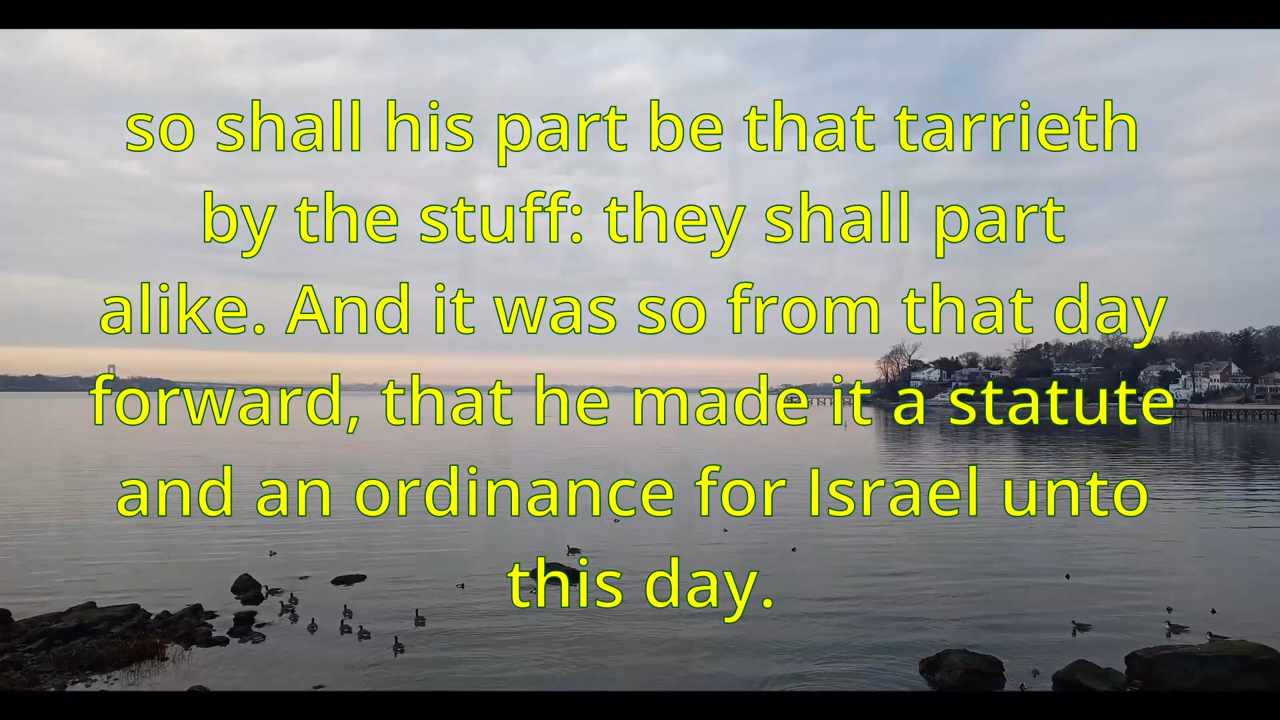 so shall his part be that tarrieth
by the stuff: they shall part
alike. And it was so from that day
forward, that he made it a statute
and an ordinance for Israel unto
this day.